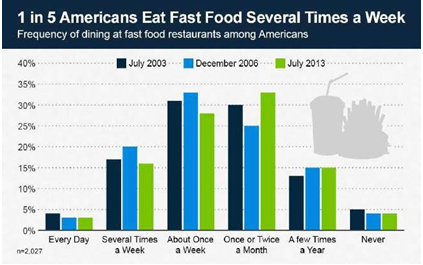 1 in 5 Americans Eat Fast Food Several Times a Week
Frequency of dining at fast food restaurants among Americans
July 2003 December 2006 July 2013
40%
35%
30%
25%
20%
15%
10%
5%
0%
Every Day Several Times a Week About Once a Week Once or Twice a Month A few Times a Year Never
n=2,027